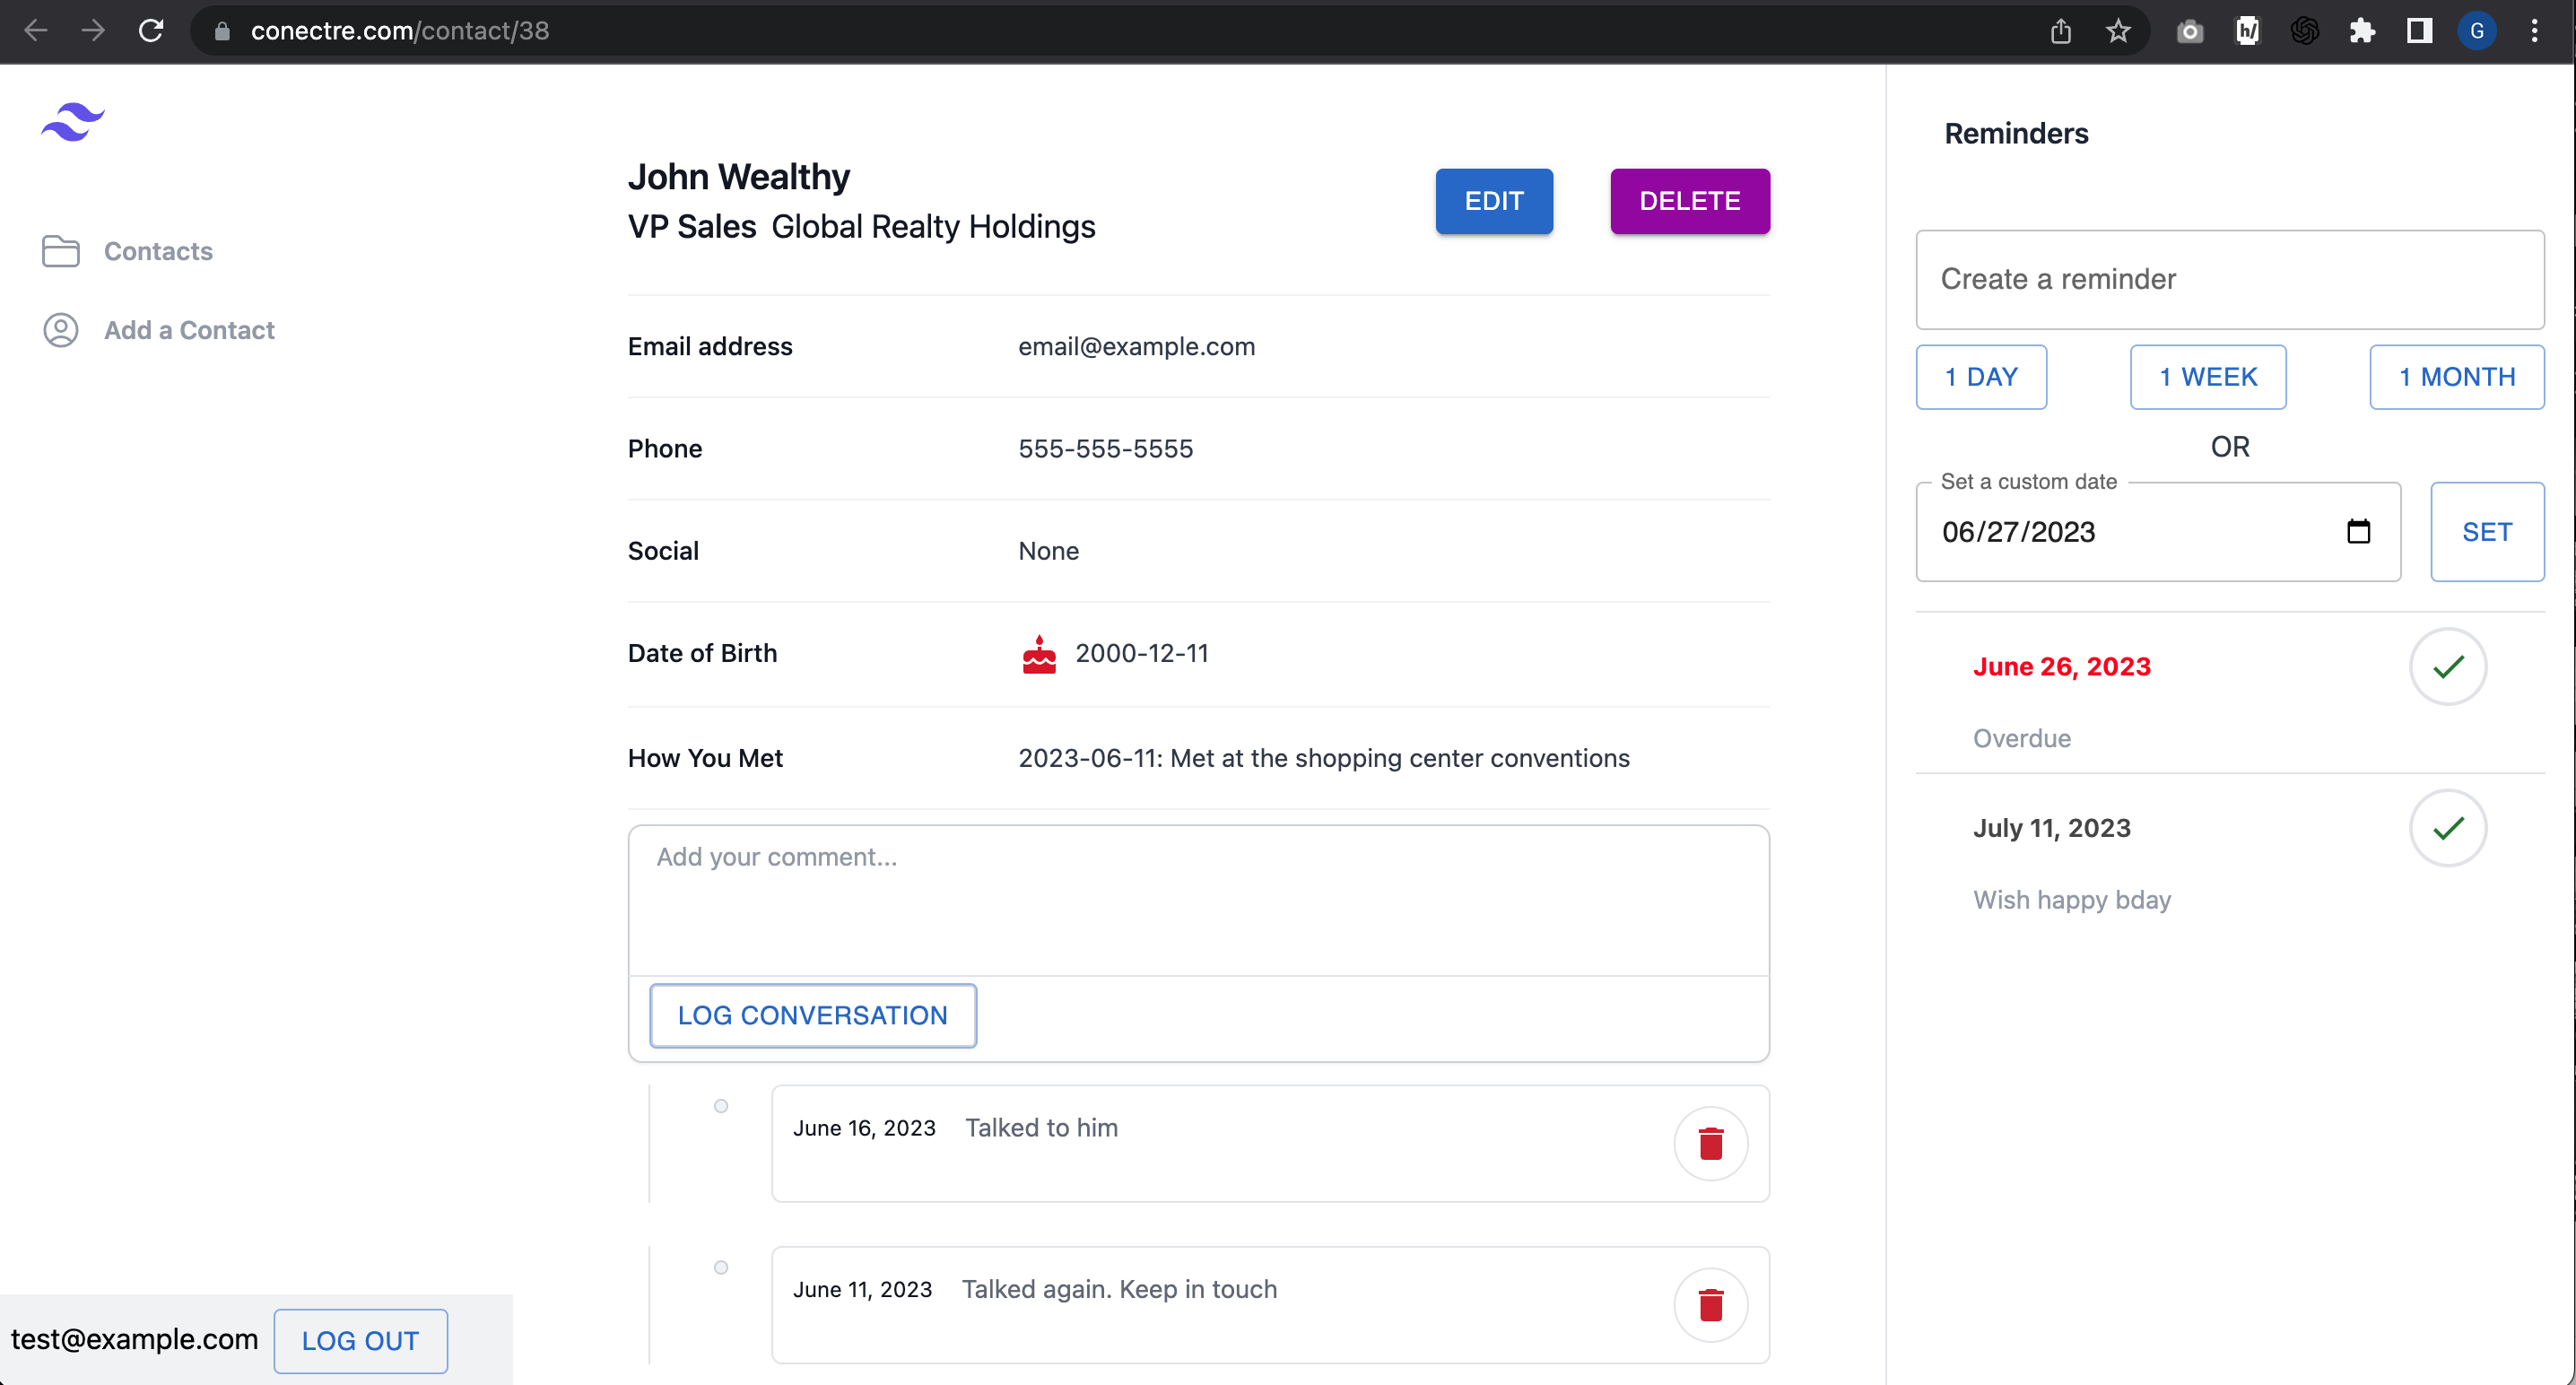 conectre.com/contact/38
h/
G
Contacts
Add a Contact
test@example.com LOG OUT
John Wealthy
VP Sales Global Realty Holdings
EDIT DELETE
Email address email@example.com
Phone 555-555-5555
Social None
Date of Birth 2000-12-11
How You Met 2023-06-11: Met at the shopping center conventions
Add your comment...
LOG CONVERSATION
June 16, 2023 Talked to him
June 11, 2023 Talked again. Keep in touch
Reminders
Create a reminder
1 DAY 1 WEEK 1 MONTH
OR
Set a custom date
06/27/2023 SET
June 26, 2023
Overdue
July 11, 2023
Wish happy bday